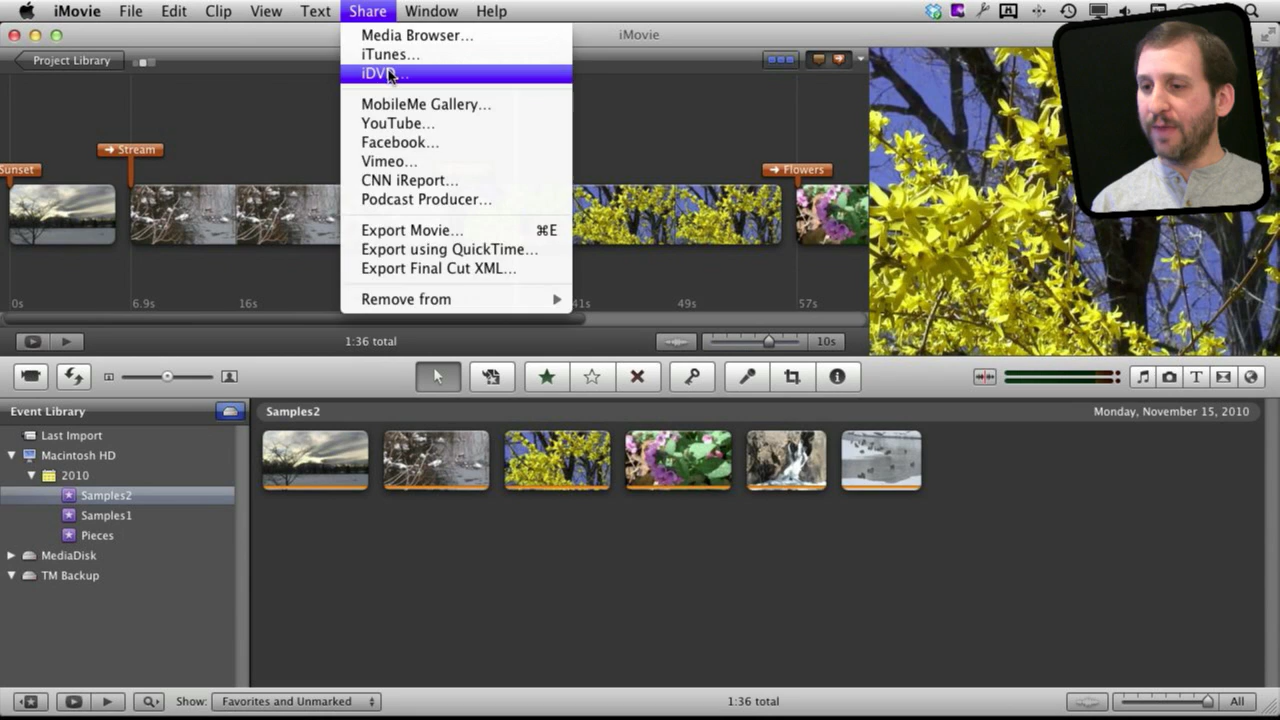 iMovie File Edit Clip View Text Share Window Help
iMovie
Project Library
Media Browser...
iTunes...
iDVD...
MobileMe Gallery...
YouTube...
Facebook...
Vimeo...
CNN iReport...
Podcast Producer...
Export Movie... ⌘E
Export using QuickTime...
Export Final Cut XML...
Remove from
Sunset
Stream
Flowers
0s 6.9s 16s 41s 49s 57s
1:36 total
10s
Event Library
Samples2
Monday, November 15, 2010
Last Import
Macintosh HD
2010
Samples2
Samples1
Pieces
MediaDisk
TM Backup
Show: Favorites and Unmarked
1:36 total
All